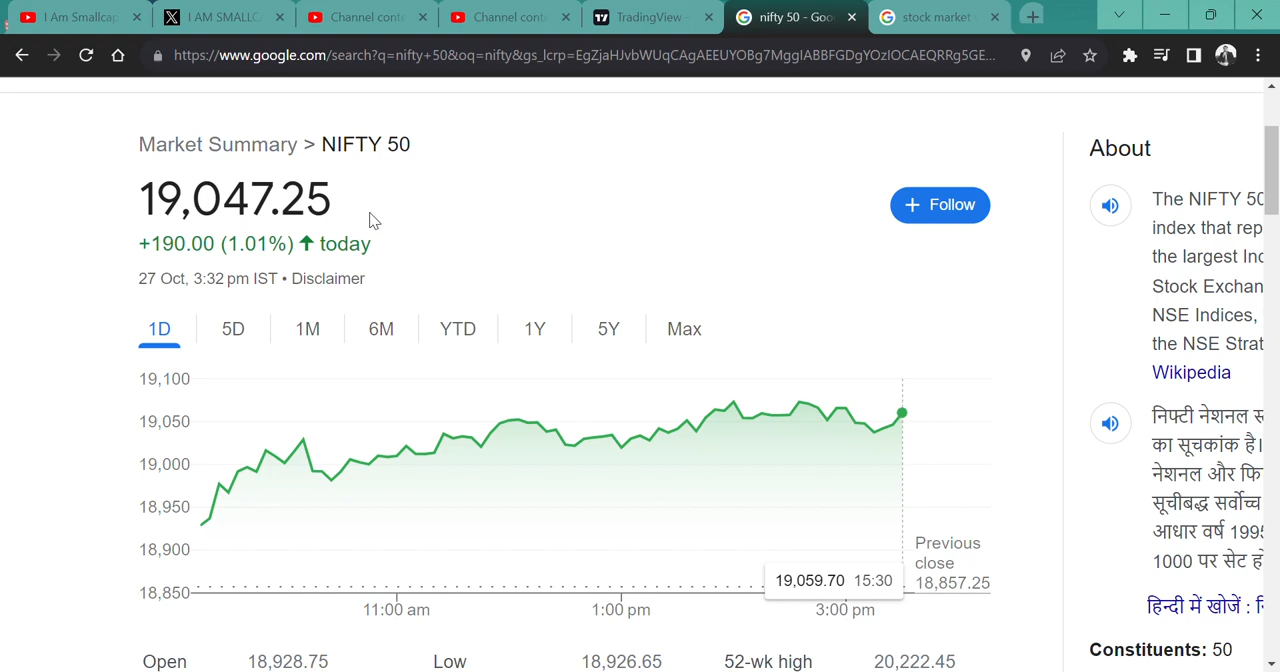 I Am Smallcap
I AM SMALLC
Channel cont
Channel cont
TradingView -
nifty 50 - Goo
stock market
https://www.google.com/search?q=nifty+50&oq=nifty&gs_lcrp=EgZjaHJvbWUqCAgAEEUYOBg7MggIABBFGDgYOzIOCAEQRRg5GE...
Market Summary > NIFTY 50
19,047.25
+190.00 (1.01%) ↑ today
27 Oct, 3:32 pm IST • Disclaimer
+ Follow
1D 5D 1M 6M YTD 1Y 5Y Max
19,100
19,050
19,000
18,950
18,900
18,850
11:00 am 1:00 pm 3:00 pm
19,059.70 15:30
Previous
close
18,857.25
Open 18,928.75 Low 18,926.65 52-wk high 20,222.45
About
The NIFTY 50
index that rep
the largest Inc
Stock Exchan
NSE Indices,
the NSE Strat
Wikipedia
निफ्टी नेशनल
का सूचकांक है।
नेशनल और फि
सूचीबद्ध सर्वोच्च
आधार वर्ष 1995
1000 पर सेट
हिन्दी में खोजें :
Constituents: 50